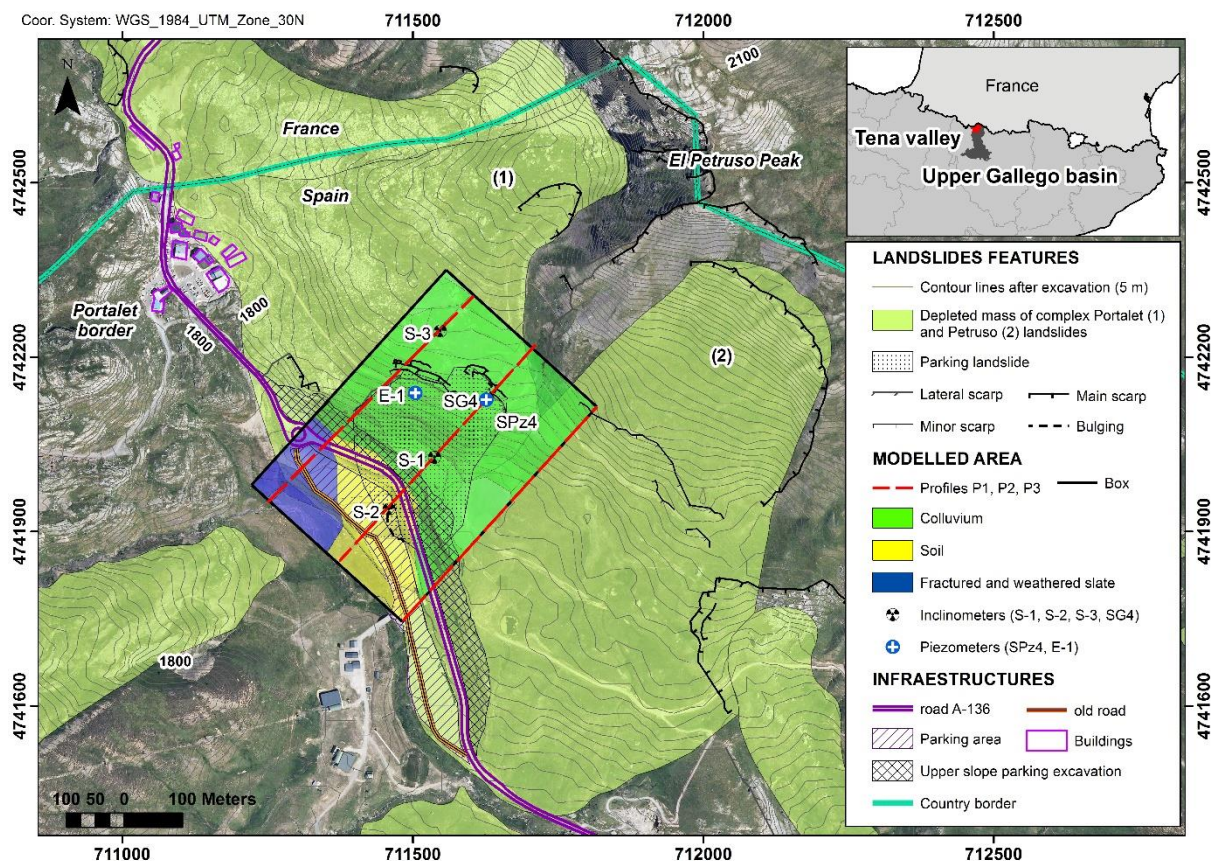 Coor. System: WGS_1984_UTM_Zone_30N
711500
712000
712500
N
2100
France
France
Spain
(1)
El Petruso Peak
Tena valley
Upper Gallego basin
4742500
4742500
Portalet
border
1800
1800
4742200
4742200
S-3
E-1
SG4
SPz4
S-1
S-2
(2)
4741900
4741900
1800
4741600
4741600
100 50 0 100 Meters
711000
711500
712000
712500
LANDSLIDES FEATURES
Contour lines after excavation (5 m)
Depleted mass of complex Portalet (1)
and Petruso (2) landslides
Parking landslide
Lateral scarp
Main scarp
Minor scarp
Bulging
MODELLED AREA
Profiles P1, P2, P3
Box
Colluvium
Soil
Fractured and weathered slate
Inclinometers (S-1, S-2, S-3, SG4)
Piezometers (SPz4, E-1)
INFRAESTRUCTURES
road A-136
old road
Parking area
Buildings
Upper slope parking excavation
Country border